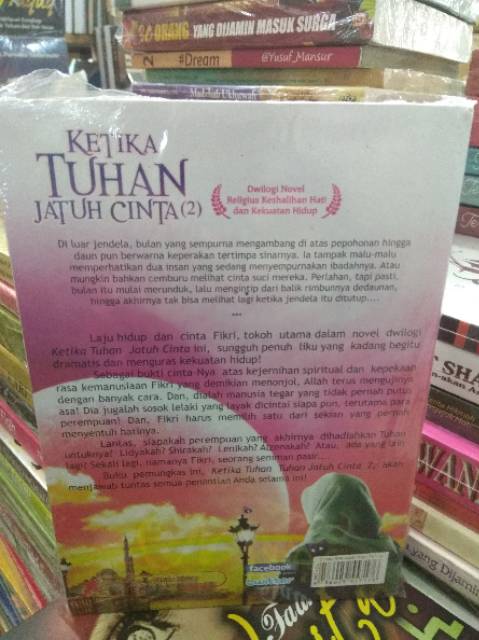 ORANG YANG DIJAMIN MASUK SURGA
#Dream @Yusuf_Mansur
KETIKA
TUHAN
JATUH CINTA (2)
Dwilogi Novel
Religius Keshalihan Hati
dan Kekuatan Hidup
Di luar jendela, bulan yang sempurna mengambang di atas pepohonan hingga
daun pun berwarna keperakan tertimpa sinarnya. Ia tampak malu-malu
memperhatikan dua insan yang sedang menyempurnakan ibadahnya. Atau
mungkin bahkan cemburu melihat cinta suci mereka. Perlahan, tapi pasti,
bulan itu mulai merunduk, lalu mengintip dari balik rimbunnya dedaunan,
hingga akhirnya tak bisa melihat lagi ketika jendela itu ditutup....
***
Laju hidup dan cinta Fikri, tokoh utama dalam novel dwilogi
Ketika Tuhan Jatuh Cinta ini, sungguh penuh liku yang kadang begitu
dramatis dan menguras kekuatan hidup!
Sebagai bukti cinta-Nya atas kejernihan spiritual dan kepekaan
rasa kemanusiaan Fikri yang demikian menonjol, Allah terus mengujinya
dengan banyak cara. Dan, dialah manusia tegar yang tidak pernah putus
asa! Dia jugalah sosok lelaki yang layak dicintai siapa pun, terutama para
perempuan! Dan, Fikri harus memilih satu dari sekian yang pernah
menyentuh hatinya.
Lantas, siapakah perempuan yang akhirnya dihadiahkan Tuhan
untuknya? Lidyakah? Shirakah? Lenikah? Aizzenakah? Atau, ada yang lain
lagi? Sekali lagi, namanya Fikri, seorang seniman pasir...
Buku pemungkas ini, Ketika Tuhan Tuhan Jatuh Cinta 2, akan
menjawab tuntas semua penantian Anda selama ini!
facebook